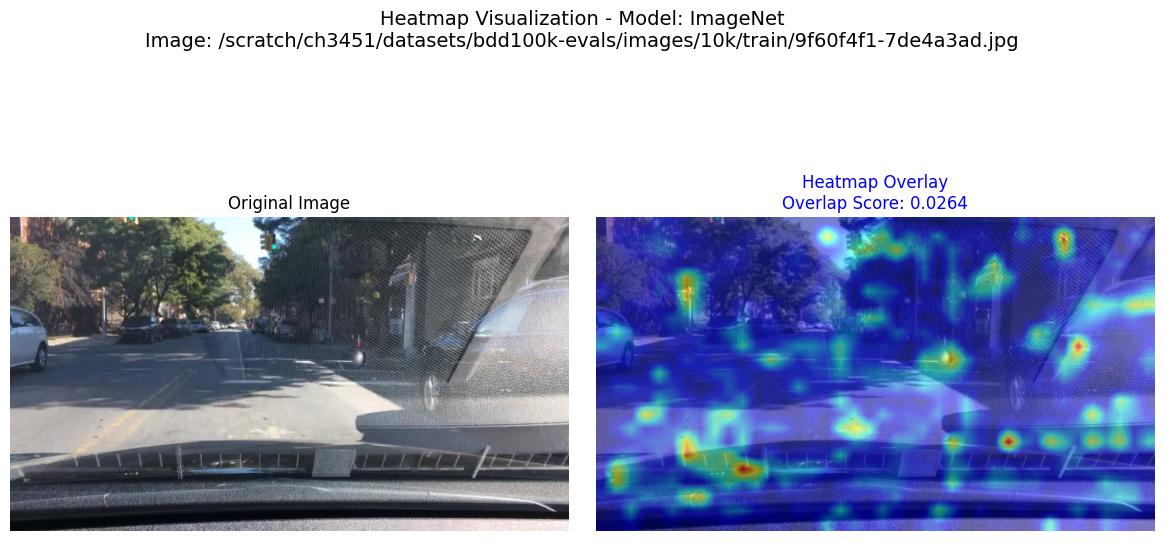 Heatmap Visualization - Model: ImageNet
Image: /scratch/ch3451/datasets/bdd100k-evals/images/10k/train/9f60f4f1-7de4a3ad.jpg
Original Image
Heatmap Overlay
Overlap Score: 0.0264